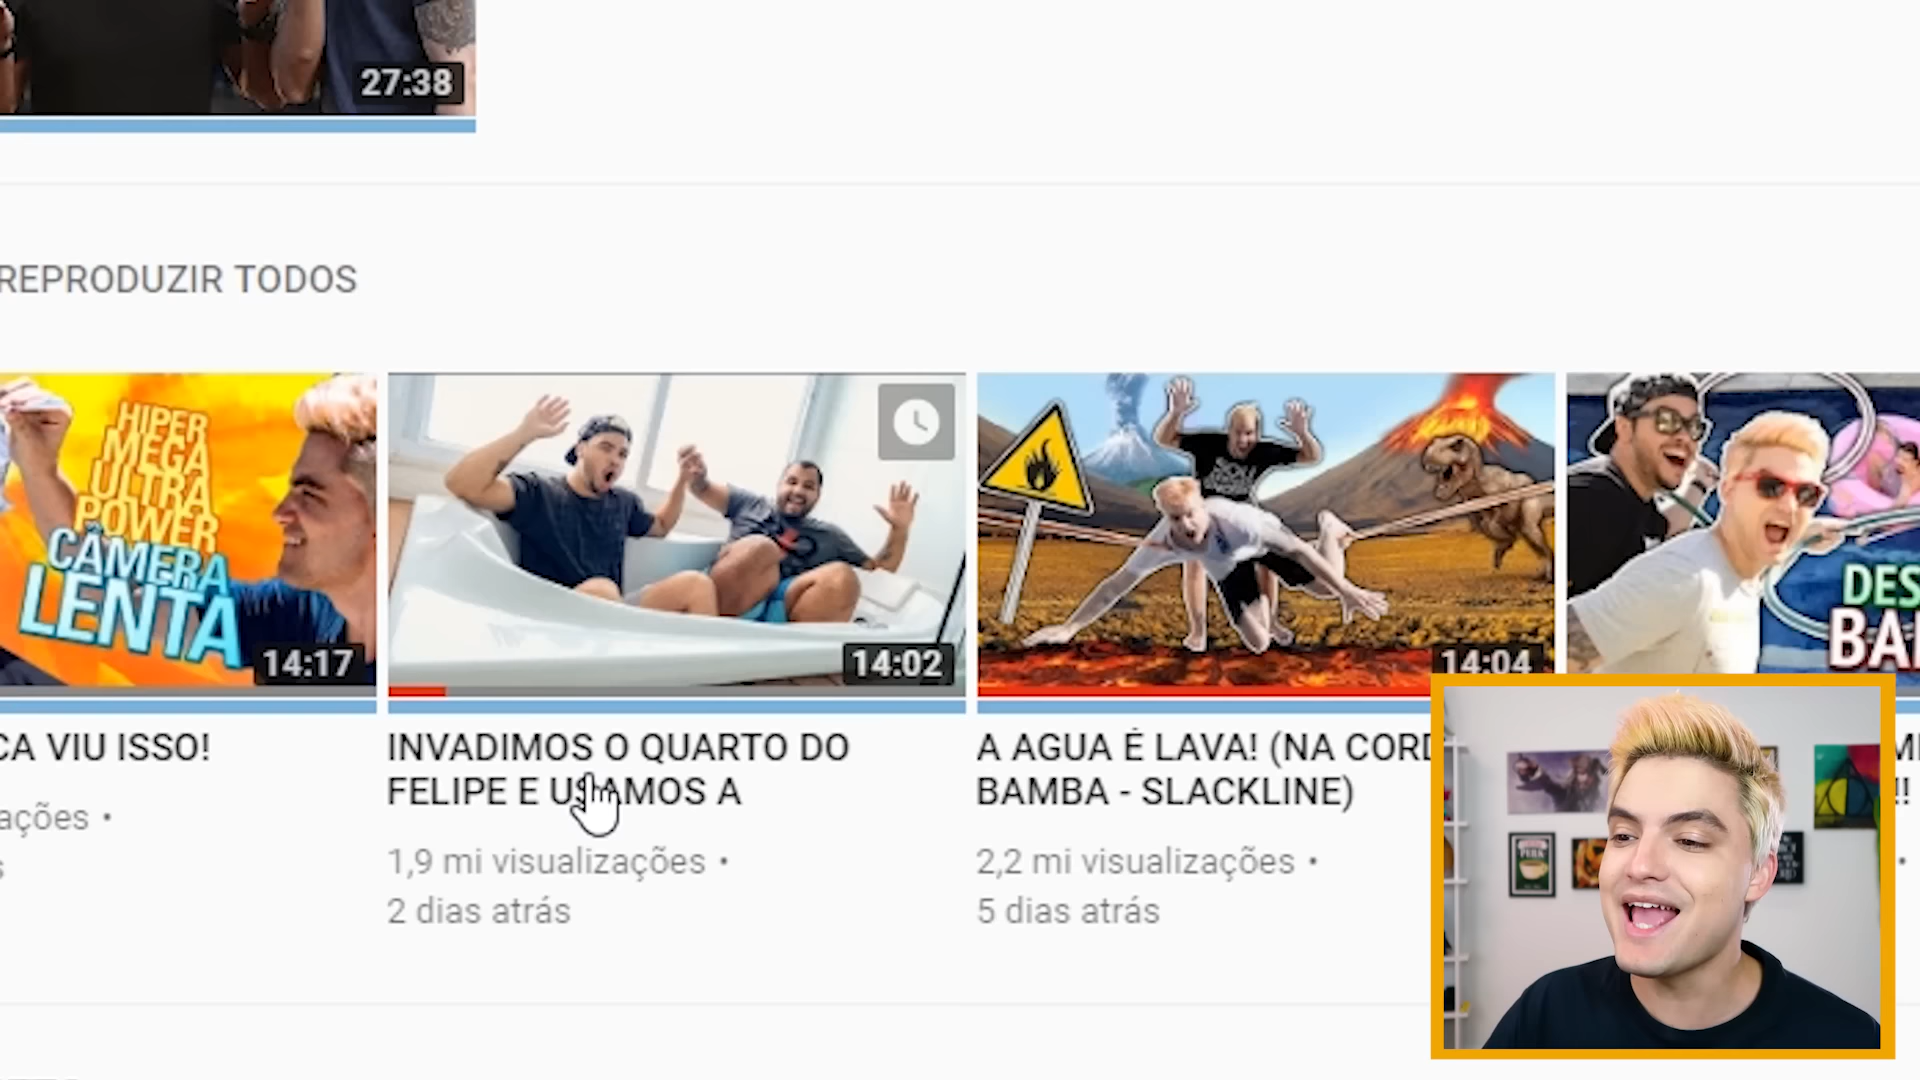 27:38
REPRODUZIR TODOS
HIPER
MEGA
ULTRA
POWER
CÂMERA
LENTA
14:17
14:02
14:04
DES
BA
CA VIU ISSO!
INVADIMOS O QUARTO DO
FELIPE E USAMOS A
A AGUA É LAVA! (NA CORD
BAMBA - SLACKLINE)
ações •
1,9 mi visualizações •
2 dias atrás
2,2 mi visualizações •
5 dias atrás